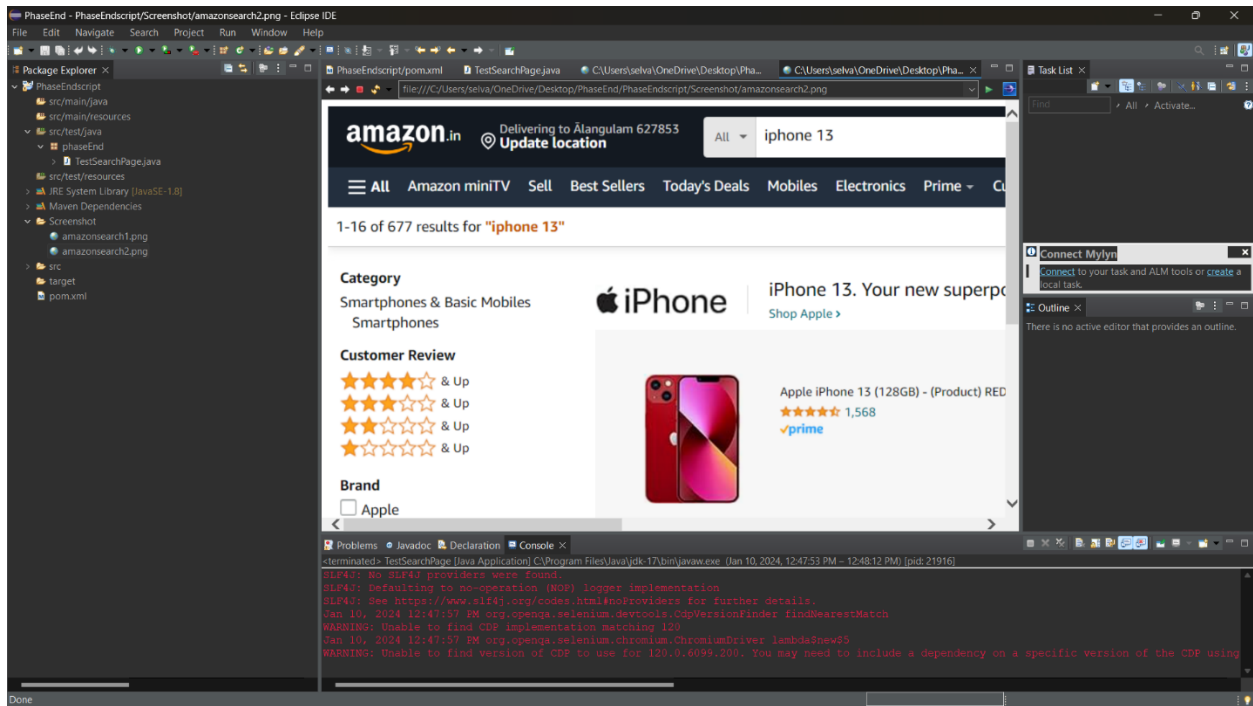 PhaseEnd - PhaseEndscript/Screenshot/amazonsearch2.png - Eclipse IDE
File Edit Navigate Search Project Run Window Help
Package Explorer
PhaseEndscript
src/main/java
src/main/resources
src/test/java
phaseEnd
TestSearchPage.java
src/test/resources
JRE System Library [JavaSE-1.8]
Maven Dependencies
Screenshot
amazonsearch1.png
amazonsearch2.png
src
target
pom.xml
PhaseEndscript/pom.xml TestSearchPage.java C:\Users\selva\OneDrive\Desktop\Pha... C:\Users\selva\OneDrive\Desktop\Pha...
file:///C:/Users/selva/OneDrive/Desktop/PhaseEnd/PhaseEndscript/Screenshot/amazonsearch2.png
amazon.in
Delivering to Ālangulam 627853
Update location
All iphone 13
All Amazon miniTV Sell Best Sellers Today's Deals Mobiles Electronics Prime
1-16 of 677 results for "iphone 13"
Category
Smartphones & Basic Mobiles
Smartphones
Customer Review
& Up
& Up
& Up
& Up
Brand
Apple
iPhone
iPhone 13. Your new superpo
Shop Apple ›
Apple iPhone 13 (128GB) - (Product) RED
1,568
prime
Task List
Find All Activate...
Connect Mylyn
Connect to your task and ALM tools or create a
local task.
Outline
There is no active editor that provides an outline.
Problems Javadoc Declaration Console
<terminated> TestSearchPage [Java Application] C:\Program Files\Java\jdk-17\bin\javaw.exe (Jan 10, 2024, 12:47:53 PM – 12:48:12 PM) [pid: 21916]
SLF4J: No SLF4J providers were found.
SLF4J: Defaulting to no-operation (NOP) logger implementation
SLF4J: See https://www.slf4j.org/codes.html#noProviders for further details.
Jan 10, 2024 12:47:57 PM org.openqa.selenium.devtools.CdpVersionFinder findNearestMatch
WARNING: Unable to find CDP implementation matching 120
Jan 10, 2024 12:47:57 PM org.openqa.selenium.chromium.ChromiumDriver lambda$new$5
WARNING: Unable to find version of CDP to use for 120.0.6099.200. You may need to include a dependency on a specific version of the CDP using
Done